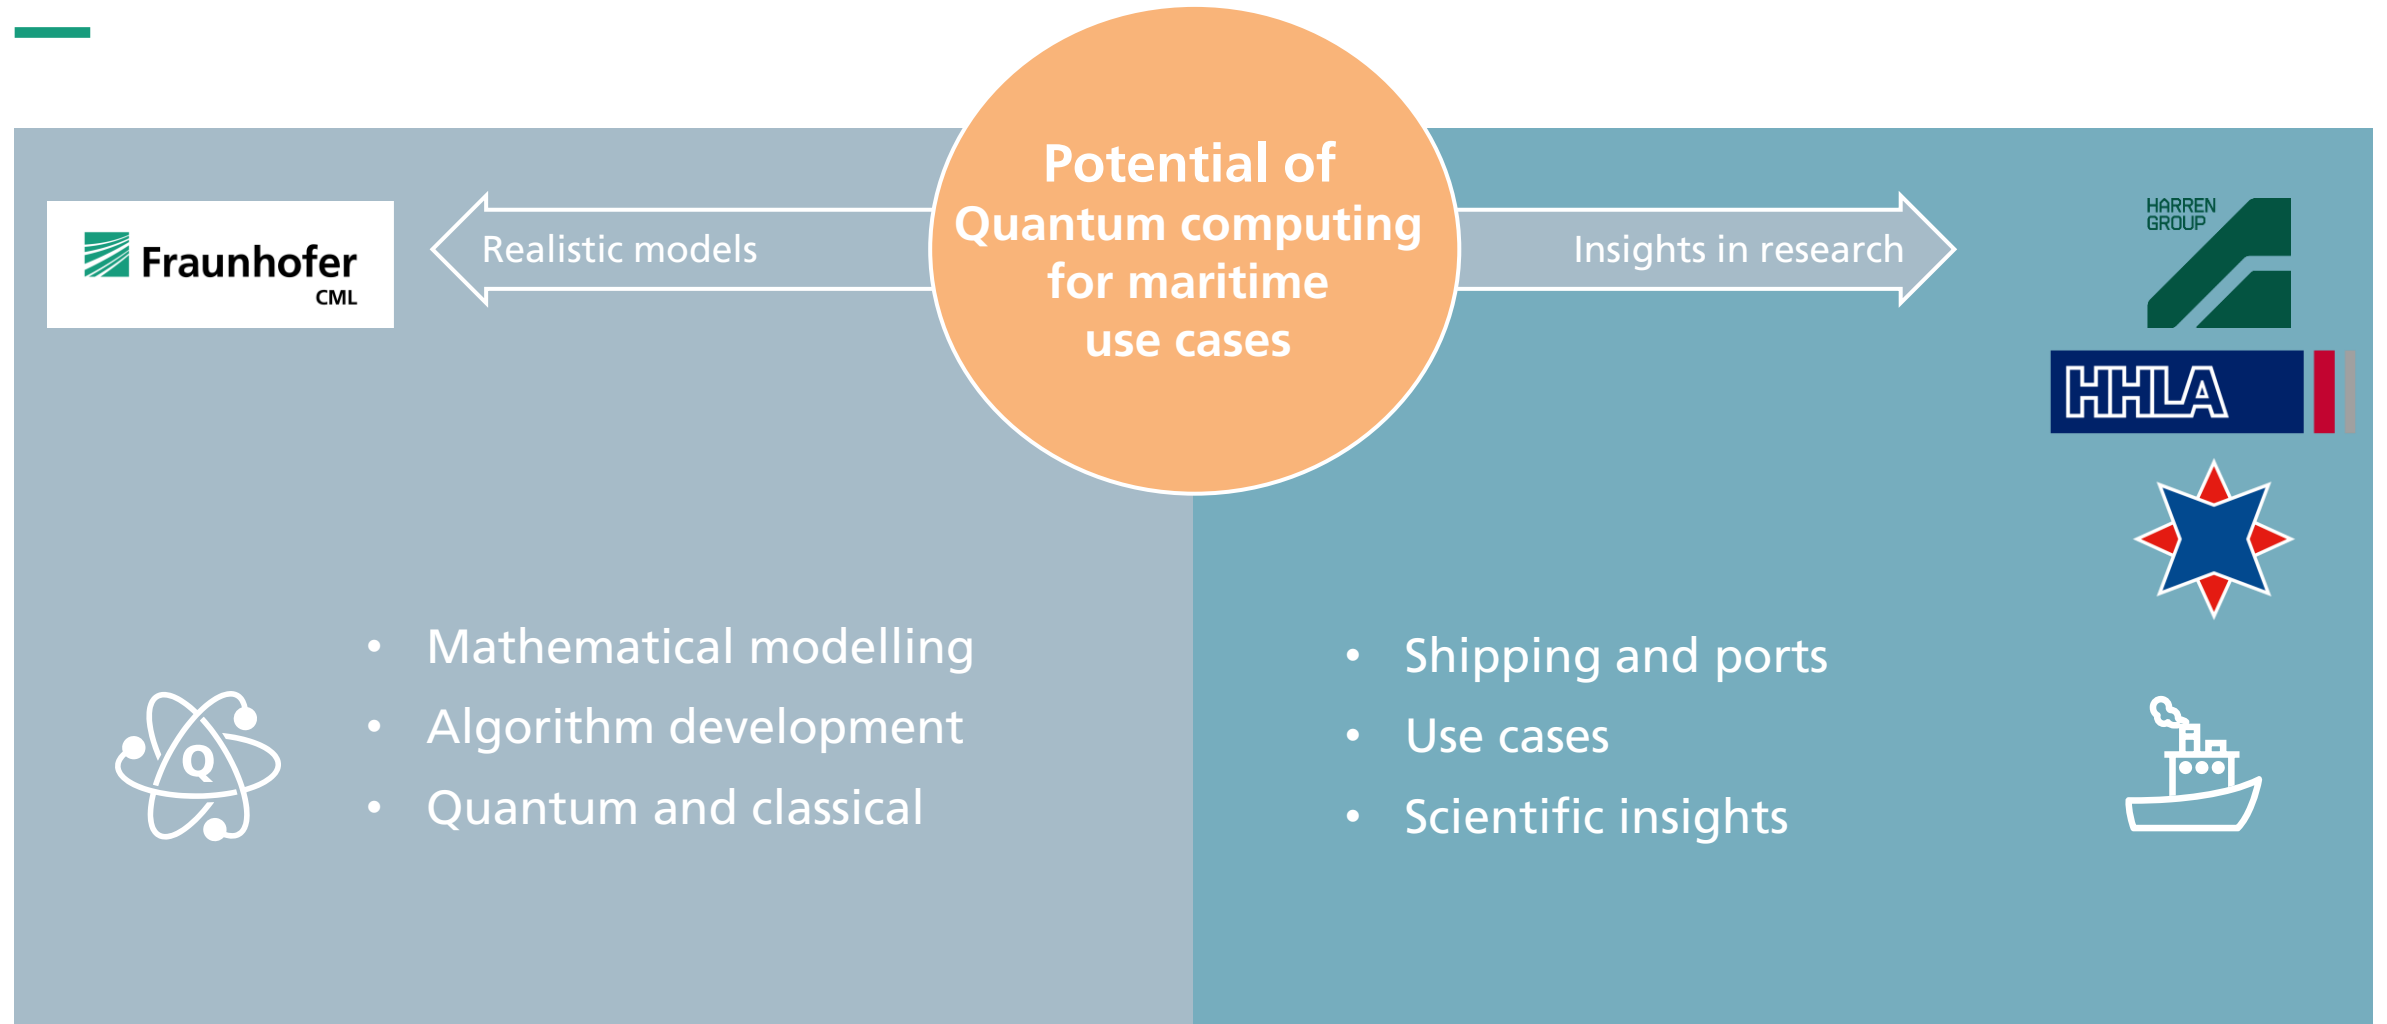 Potential of
Quantum computing
for maritime
use cases
Fraunhofer
CML
Realistic models
Insights in research
HARREN
GROUP
HHLA
• Mathematical modelling
• Algorithm development
• Quantum and classical
Q
• Shipping and ports
• Use cases
• Scientific insights